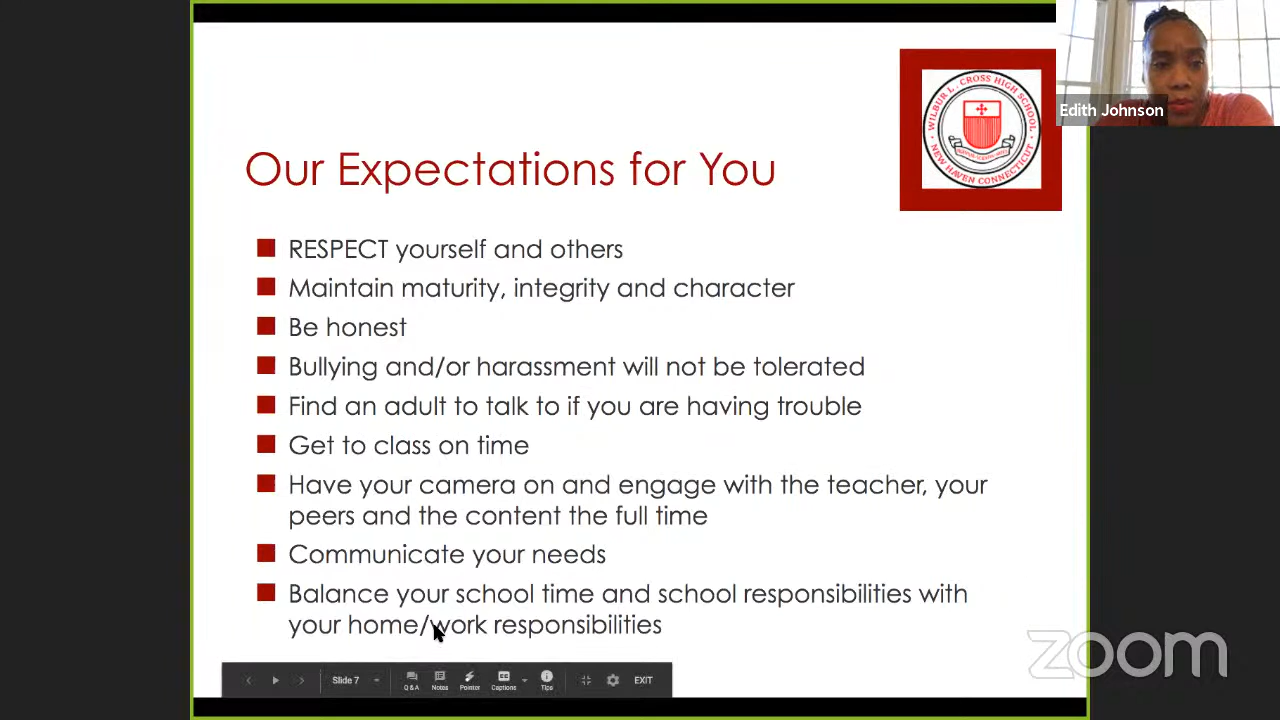 Edith Johnson
WILBUR L. CROSS HIGH SCHOOL
NEW HAVEN CONNECTICUT
Our Expectations for You
RESPECT yourself and others
Maintain maturity, integrity and character
Be honest
Bullying and/or harassment will not be tolerated
Find an adult to talk to if you are having trouble
Get to class on time
Have your camera on and engage with the teacher, your
peers and the content the full time
Communicate your needs
Balance your school time and school responsibilities with
your home/work responsibilities
zoom
Slide 7
Q&A
Notes
Pointer
Captions
Tips
EXIT